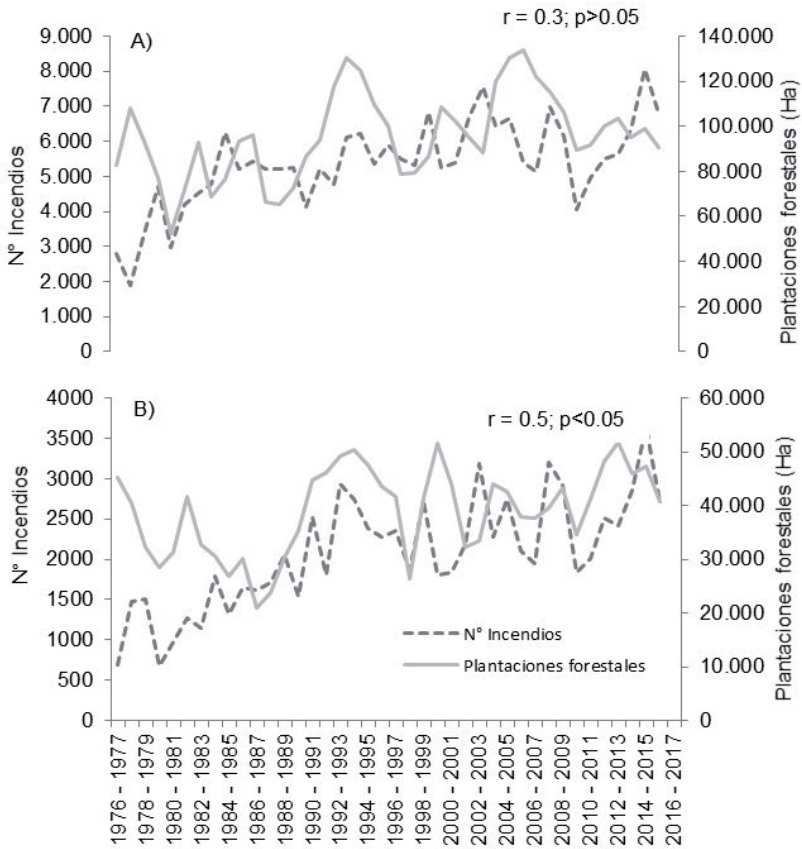 r = 0.3; p>0.05
A)
9.000
8.000
7.000
6.000
5.000
4.000
3.000
2.000
1.000
0
N° Incendios
140.000
120.000
100.000
80.000
60.000
40.000
20.000
0
Plantaciones forestales (Ha)
B)
r = 0.5; p<0.05
4000
3500
3000
2500
2000
1500
1000
500
0
N° Incendios
60.000
50.000
40.000
30.000
20.000
10.000
0
Plantaciones forestales (Ha)
N° Incendios
Plantaciones forestales
1976 - 1977
1978 - 1979
1980 - 1981
1982 - 1983
1984 - 1985
1986 - 1987
1988 - 1989
1990 - 1991
1992 - 1993
1994 - 1995
1996 - 1997
1998 - 1999
2000 - 2001
2002 - 2003
2004 - 2005
2006 - 2007
2008 - 2009
2010 - 2011
2012 - 2013
2014 - 2015
2016 - 2017